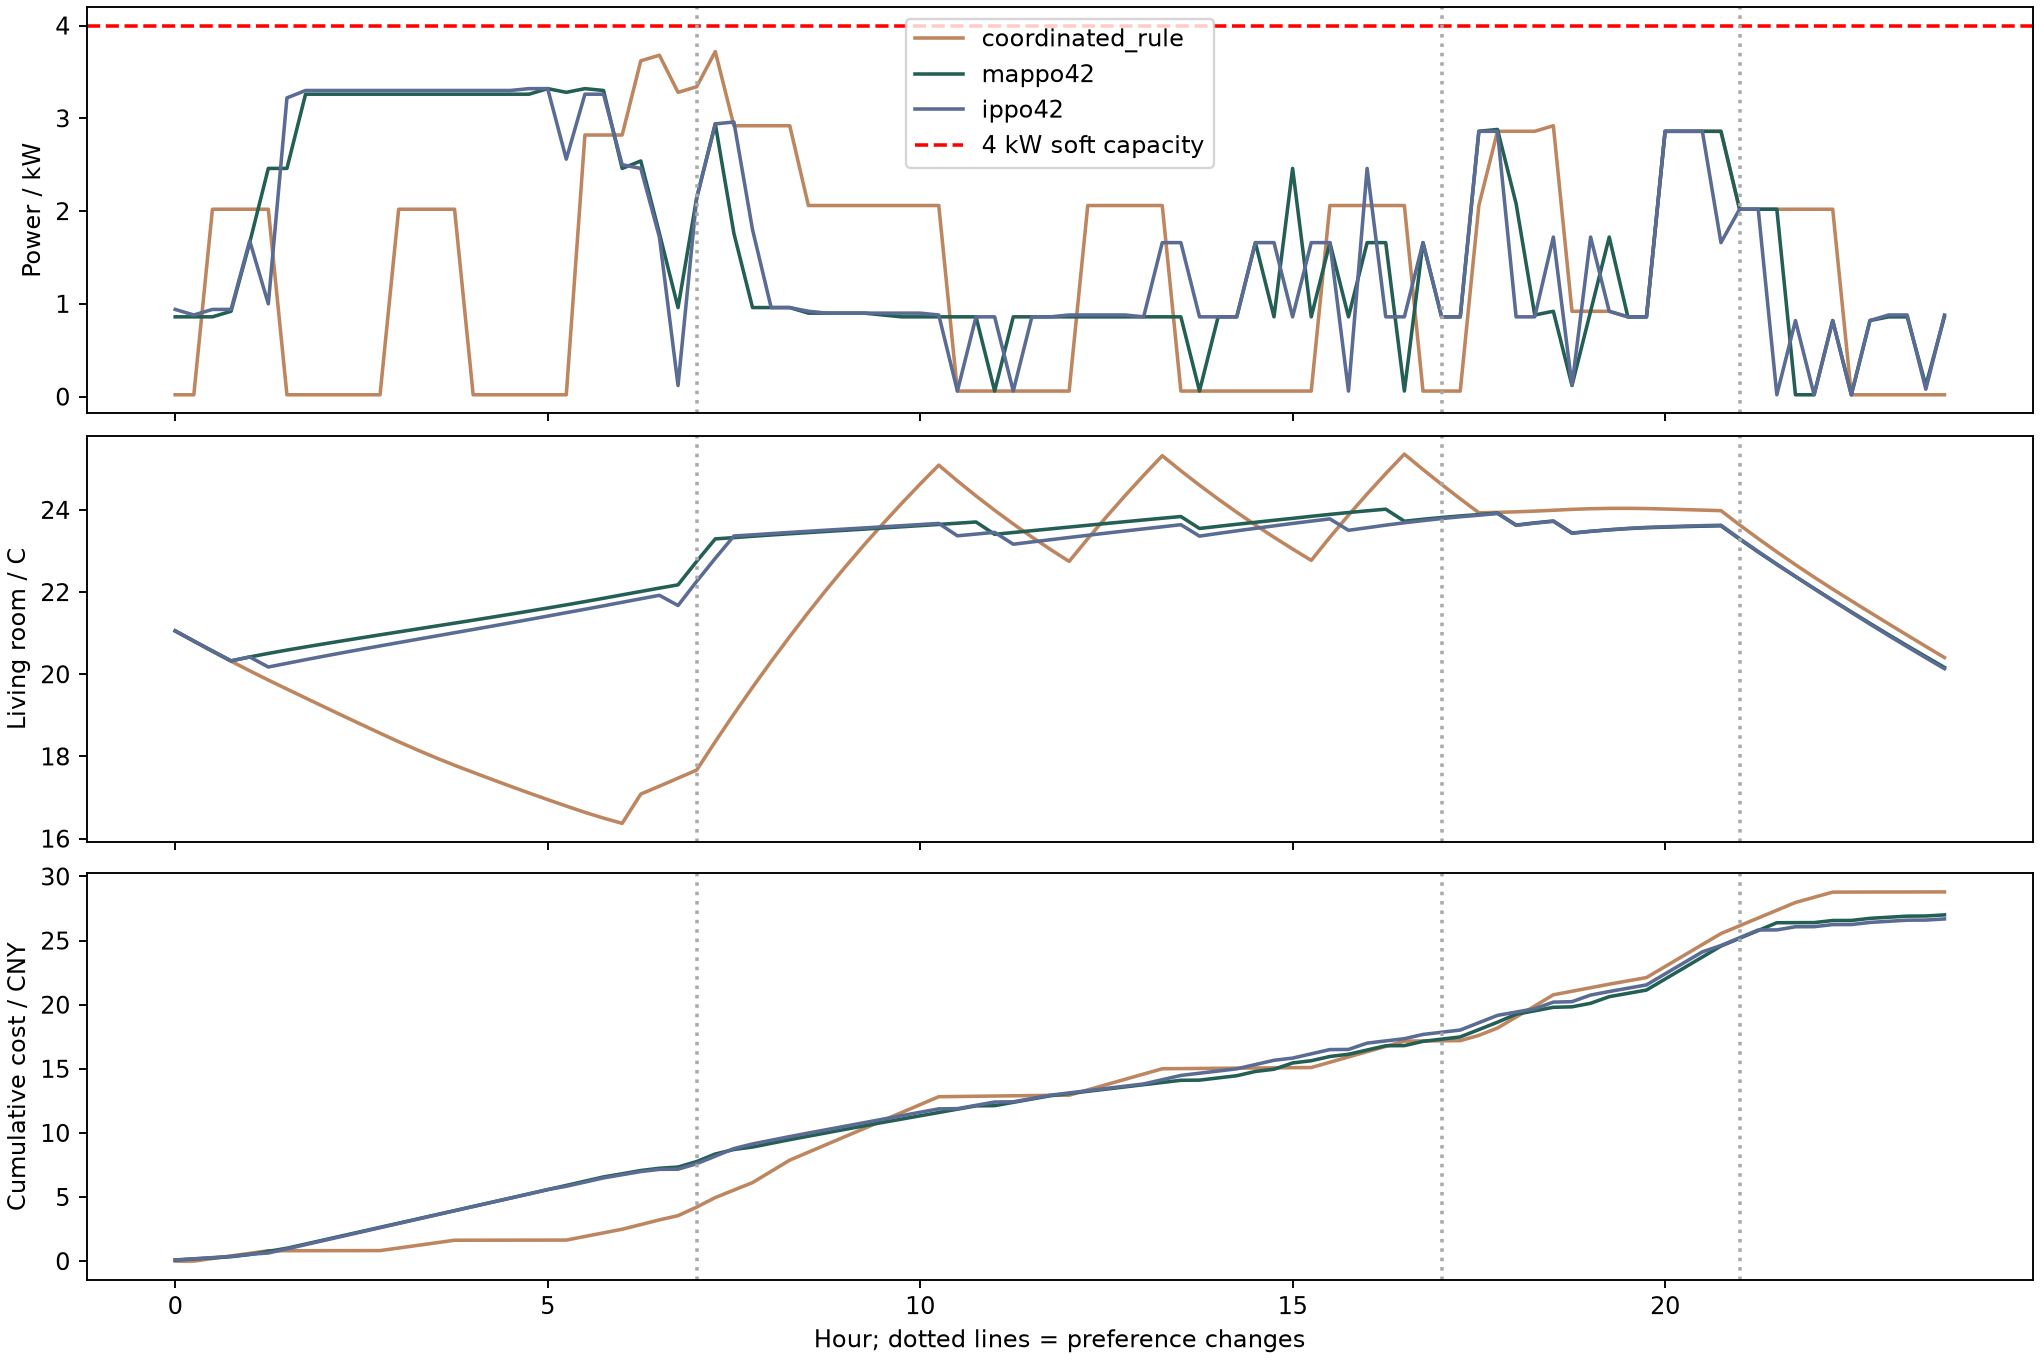 4
3
2
1
0
Power / kW
coordinated_rule
mappo42
ippo42
4 kW soft capacity
24
22
20
18
16
Living room / C
30
25
20
15
10
5
0
Cumulative cost / CNY
0 5 10 15 20
Hour; dotted lines = preference changes